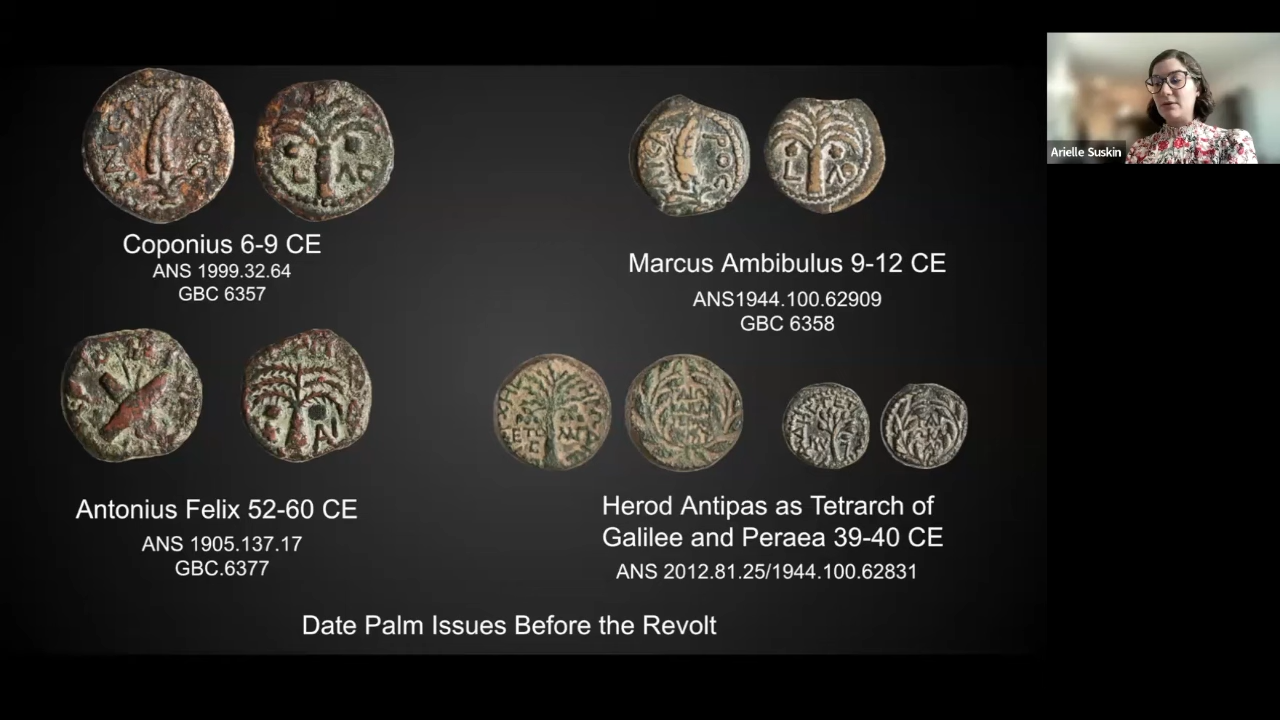 Coponius 6-9 CE
ANS 1999.32.64
GBC 6357
Marcus Ambibulus 9-12 CE
ANS1944.100.62909
GBC 6358
Antonius Felix 52-60 CE
ANS 1905.137.17
GBC.6377
Herod Antipas as Tetrarch of
Galilee and Peraea 39-40 CE
ANS 2012.81.25/1944.100.62831
Date Palm Issues Before the Revolt
Arielle Suskin